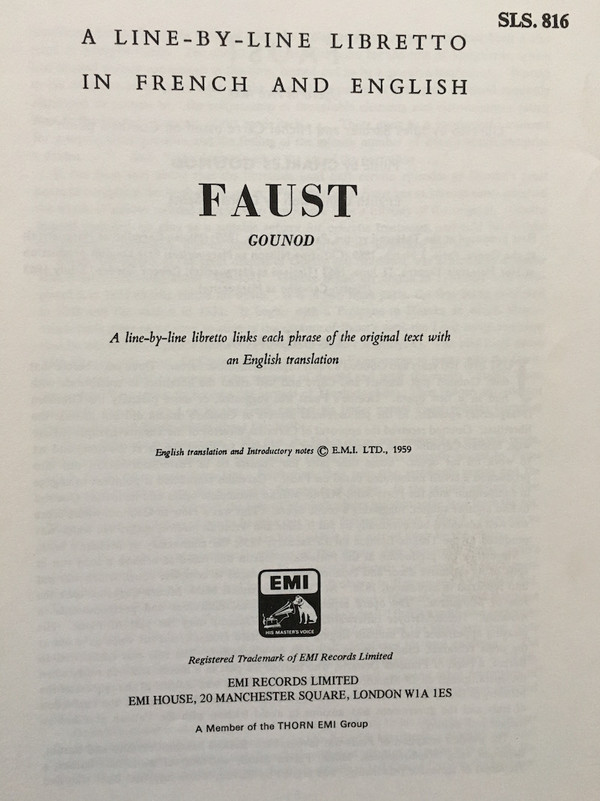 SLS. 816
A LINE-BY-LINE LIBRETTO
IN FRENCH AND ENGLISH
FAUST
GOUNOD
A line-by-line libretto links each phrase of the original text with
an English translation
English translation and Introductory notes © E.M.I. LTD., 1959
EMI
HIS MASTER'S VOICE
Registered Trademark of EMI Records Limited
EMI RECORDS LIMITED
EMI HOUSE, 20 MANCHESTER SQUARE, LONDON W1A 1ES
A Member of the THORN EMI Group